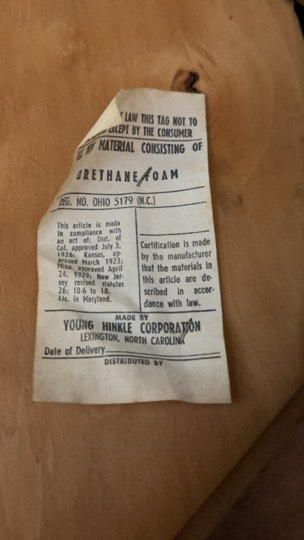 LAW THIS TAG NOT TO
EXCEPT BY THE CONSUMER
MATERIAL CONSISTING OF
URETHANE FOAM
REG. NO. OHIO 5179 (N.C.)
This article is made
in compliance with
an act of: Dist. of
Col. approved July 3,
1926; Kansas, ap-
proved March 1923;
Minn. approved April
24, 1929; New Jer-
sey revised statutes
26; 10-6 to 18.
Lic. in Maryland.
Certification is made
by the manufacturer
that the materials in
this article are de-
scribed in accor-
dance with law.
MADE BY
YOUNG HINKLE CORPORATION
LEXINGTON, NORTH CAROLINA
Date of Delivery
DISTRIBUTED BY